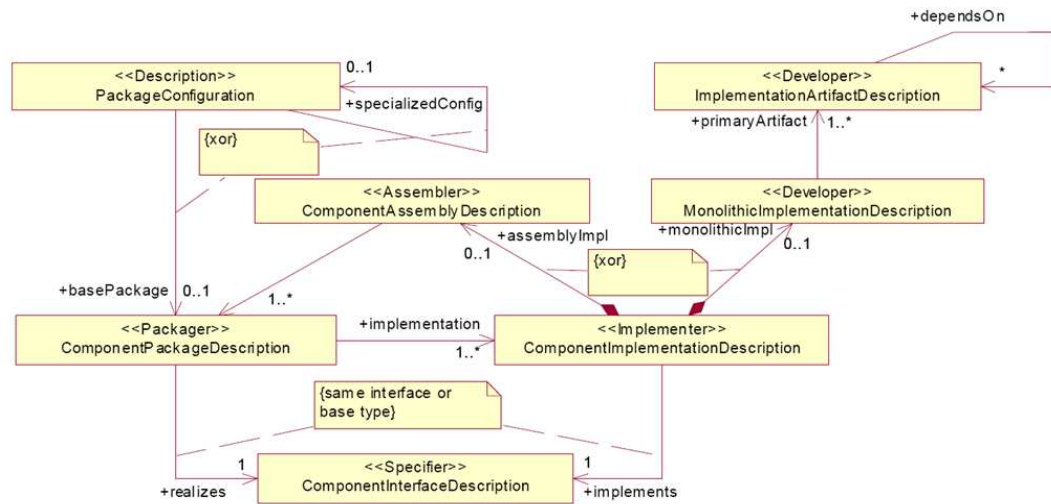 +dependsOn
<<Description>>
PackageConfiguration
0..1
+specializedConfig
<<Developer>>
ImplementationArtifactDescription
*
+primaryArtifact
1..*
{xor}
<<Assembler>>
ComponentAssemblyDescription
<<Developer>>
MonolithicImplementationDescription
+assemblyImpl
0..1
+monolithicImpl
0..1
{xor}
+basePackage
0..1
1..*
<<Packager>>
ComponentPackageDescription
+implementation
1..*
<<Implementer>>
ComponentImplementationDescription
{same interface or
base type}
1
+realizes
<<Specifier>>
ComponentInterfaceDescription
1
+implements